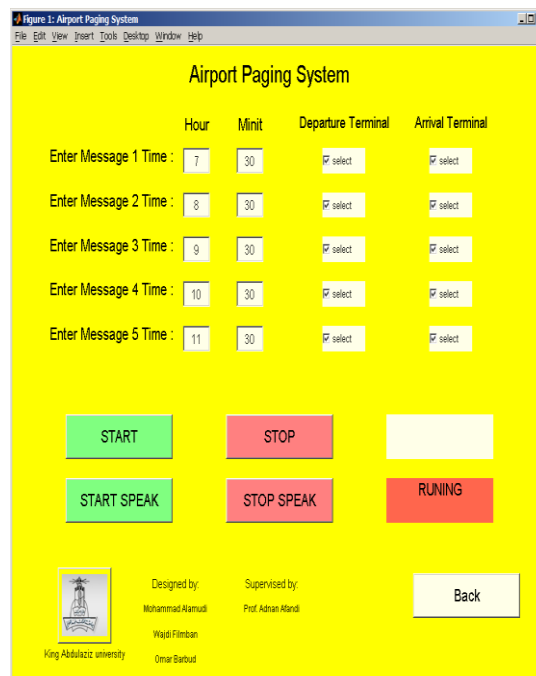 Figure 1: Airport Paging System
File Edit View Insert Tools Desktop Window Help
Airport Paging System
Hour Minit Departure Terminal Arrival Terminal
Enter Message 1 Time : 7 30 select select
Enter Message 2 Time : 8 30 select select
Enter Message 3 Time : 9 30 select select
Enter Message 4 Time : 10 30 select select
Enter Message 5 Time : 11 30 select select
START STOP
START SPEAK STOP SPEAK RUNING
Designed by: Supervised by:
Mohammad Alamudi Prof. Adnan Afandi
Back
Wajdi Filmban
King Abdulaziz university
Omar Barbud